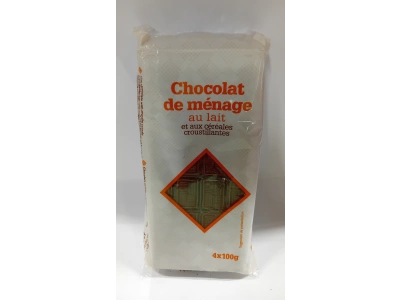 Chocolat
de ménage
au lait
et aux céréales
croustillantes
4x100g